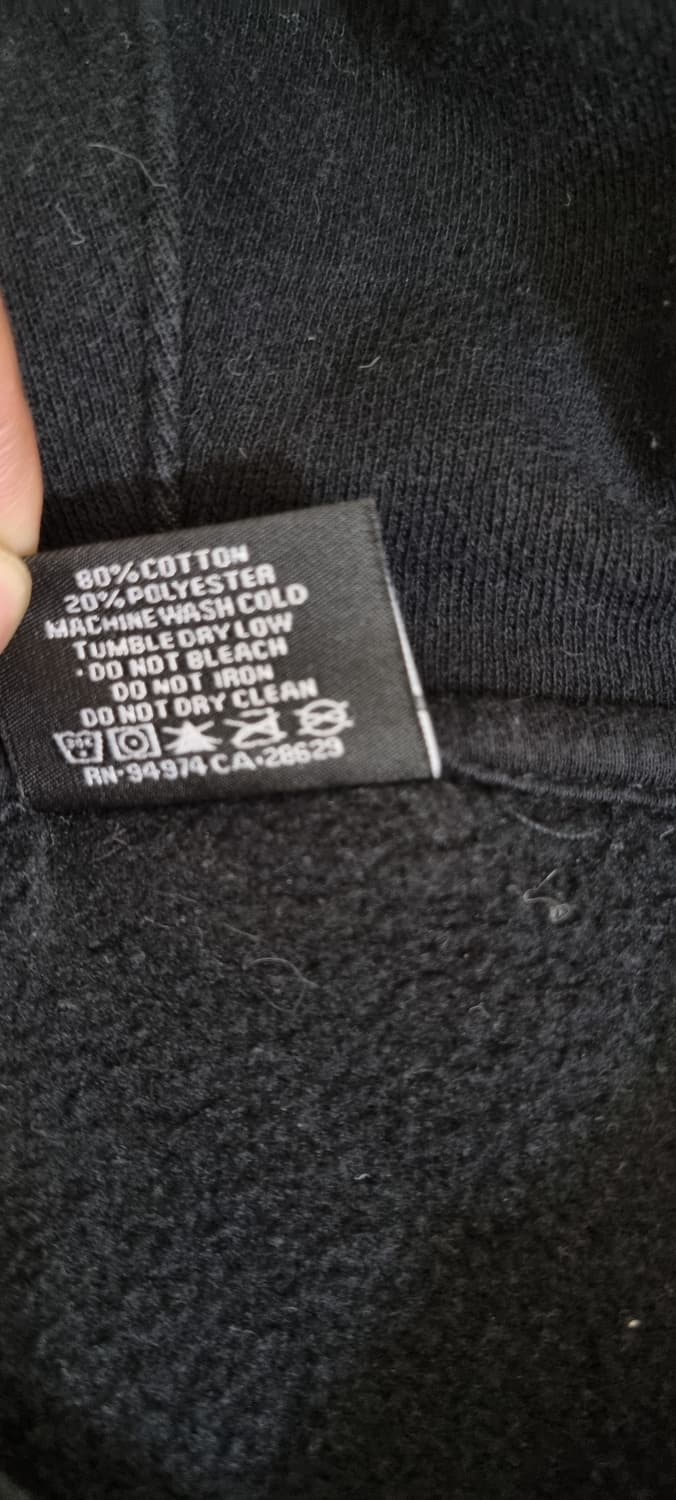 80% COTTON
20% POLYESTER
MACHINE WASH COLD
TUMBLE DRY LOW
DO NOT BLEACH
DO NOT IRON
DO NOT DRY CLEAN
RN-94974 CA-28629